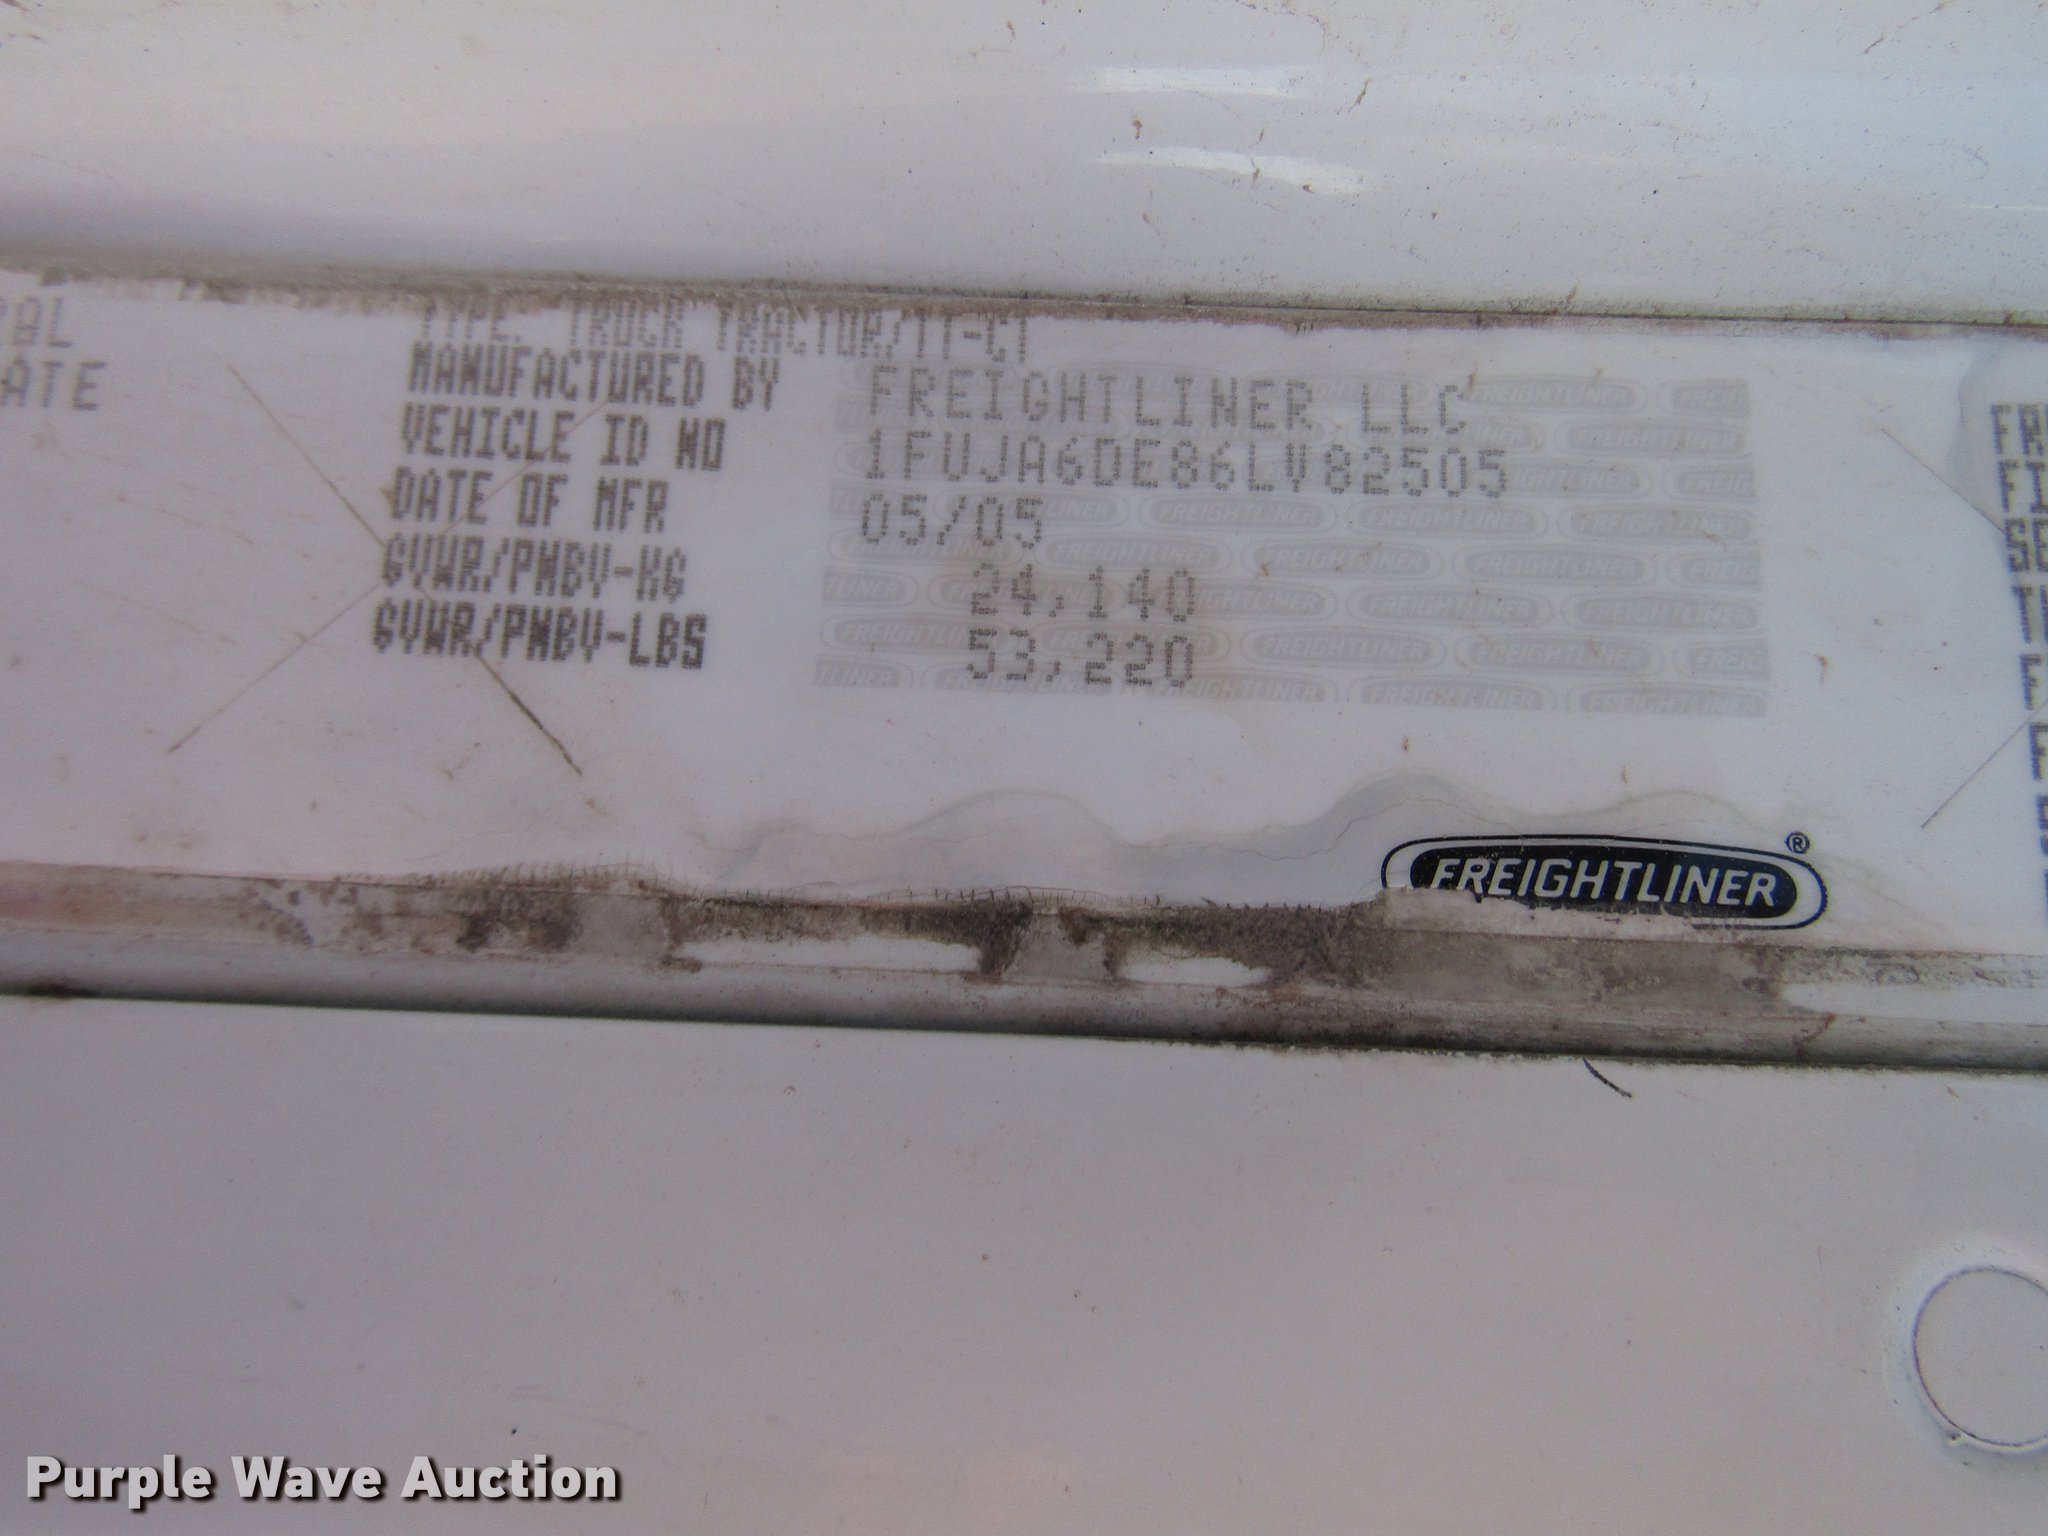 ATE
TYPE: TRUCK TRACTOR/TT-CT
MANUFACTURED BY FREIGHTLINER LLC
VEHICLE ID NO 1FUJA6DE86LV82505
DATE OF MFR 05/05
GVWR/PNBV-KG 24,140
GVWR/PNBV-LBS 53,220
FREIGHTLINER®
Purple Wave Auction